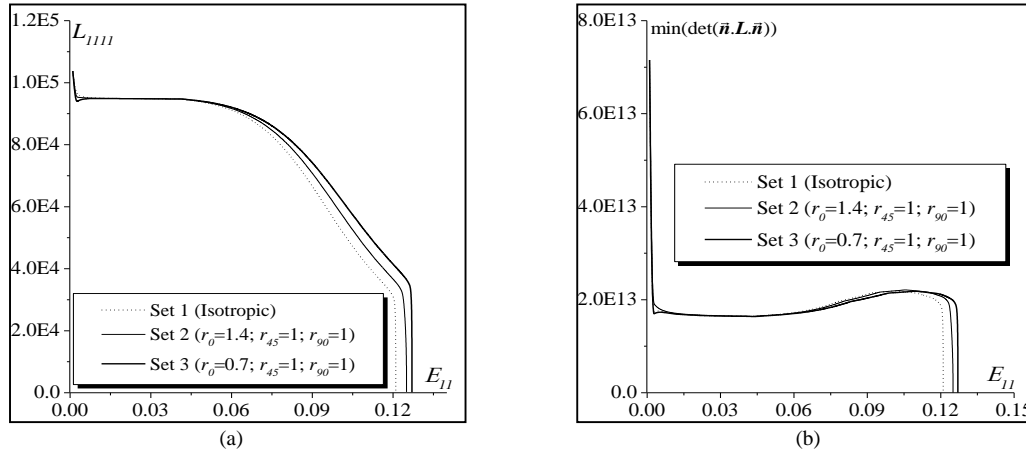 1.2E5
L1111
1.0E5
8.0E4
6.0E4
4.0E4
2.0E4
0.0
Set 1 (Isotropic)
Set 2 (r0=1.4; r45=1; r90=1)
Set 3 (r0=0.7; r45=1; r90=1)
E11
0.00 0.03 0.06 0.09 0.12
(a)
8.0E13
min(det(n⃗.L.n⃗))
6.0E13
4.0E13
2.0E13
0.0
Set 1 (Isotropic)
Set 2 (r0=1.4; r45=1; r90=1)
Set 3 (r0=0.7; r45=1; r90=1)
E11
0.00 0.03 0.06 0.09 0.12 0.15
(b)